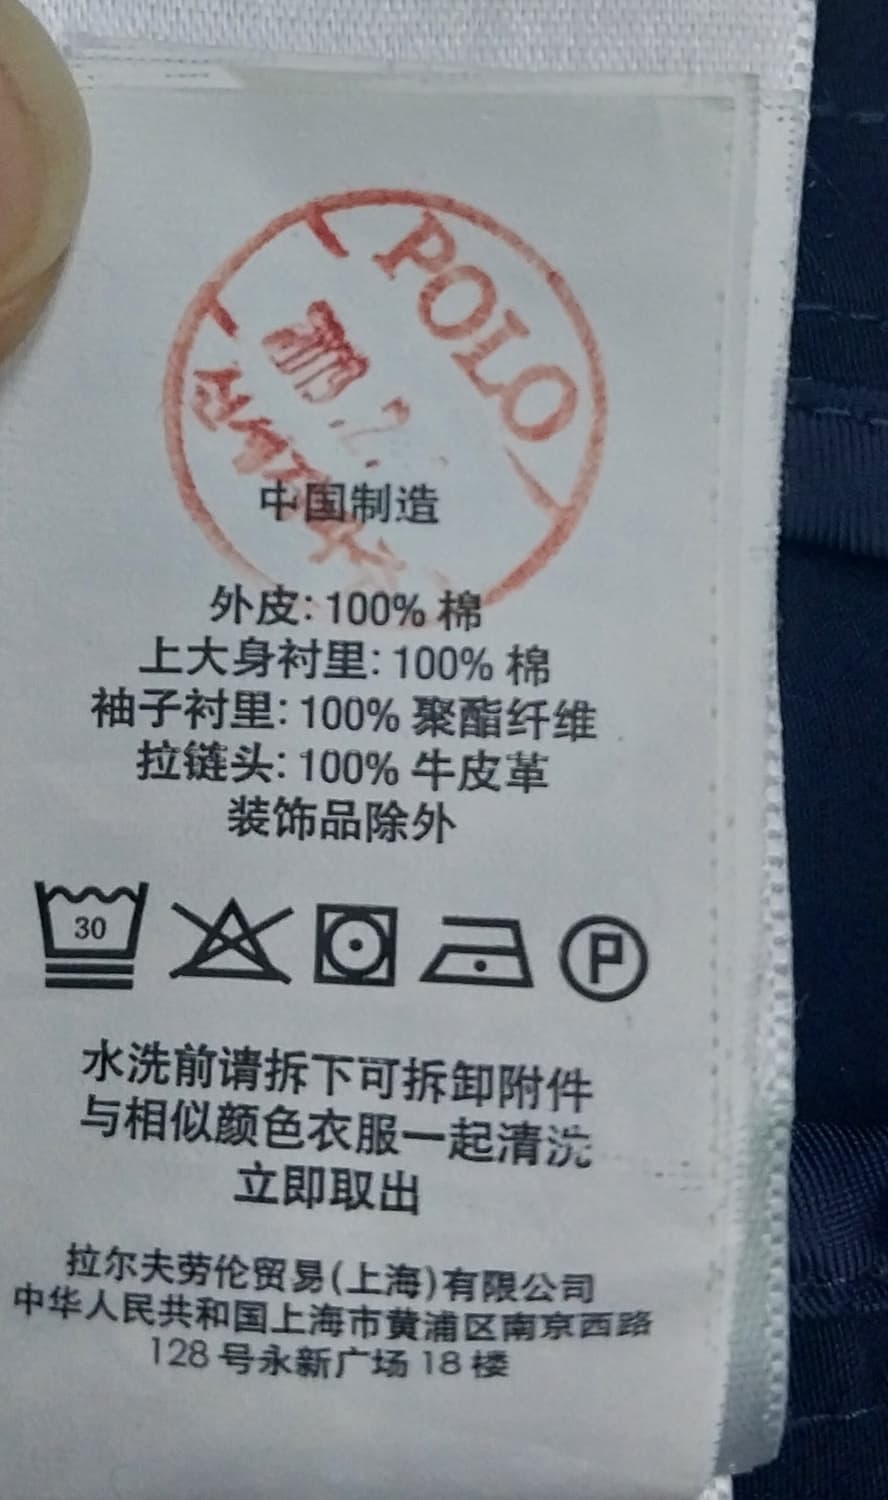 POLO
中国制造
外皮: 100% 棉
上大身衬里: 100% 棉
袖子衬里: 100% 聚酯纤维
拉链头: 100% 牛皮革
装饰品除外
30
P
水洗前请拆下可拆卸附件
与相似颜色衣服一起清洗
立即取出
拉尔夫劳伦贸易(上海)有限公司
中华人民共和国上海市黄浦区南京西路
128 号永新广场 18 楼